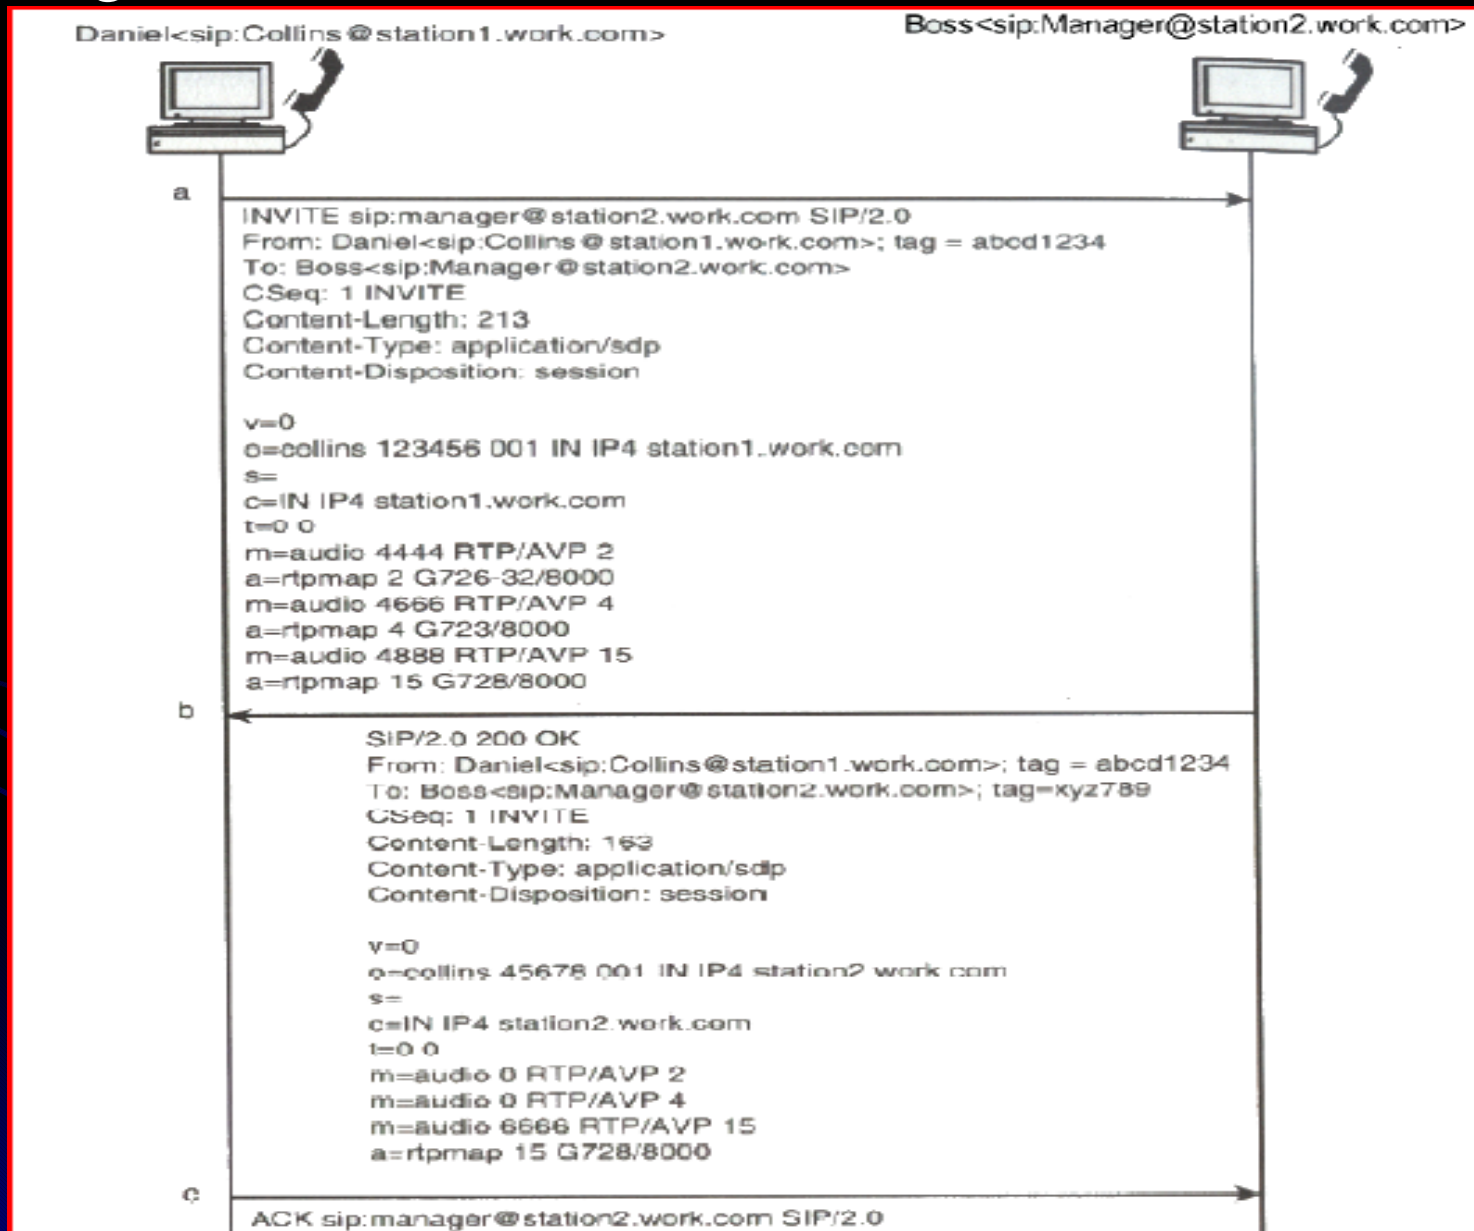 Daniel<sip:Collins@station1.work.com>
Boss<sip:Manager@station2.work.com>
a
INVITE sip:manager@station2.work.com SIP/2.0
From: Daniel<sip:Collins@station1.work.com>; tag = abcd1234
To: Boss<sip:Manager@station2.work.com>
CSeq: 1 INVITE
Content-Length: 213
Content-Type: application/sdp
Content-Disposition: session
v=0
o=collins 123456 001 IN IP4 station1.work.com
s=
c=IN IP4 station1.work.com
t=0 0
m=audio 4444 RTP/AVP 2
a=rtpmap 2 G726-32/8000
m=audio 4666 RTP/AVP 4
a=rtpmap 4 G723/8000
m=audio 4888 RTP/AVP 15
a=rtpmap 15 G728/8000
b
SIP/2.0 200 OK
From: Daniel<sip:Collins@station1.work.com>; tag = abcd1234
To: Boss<sip:Manager@station2.work.com>; tag=xyz789
CSeq: 1 INVITE
Content-Length: 163
Content-Type: application/sdp
Content-Disposition: session
v=0
o=collins 45678 001 IN IP4 station2.work.com
s=
c=IN IP4 station2.work.com
t=0 0
m=audio 0 RTP/AVP 2
m=audio 0 RTP/AVP 4
m=audio 6666 RTP/AVP 15
a=rtpmap 15 G728/8000
c
ACK sip:manager@station2.work.com SIP/2.0